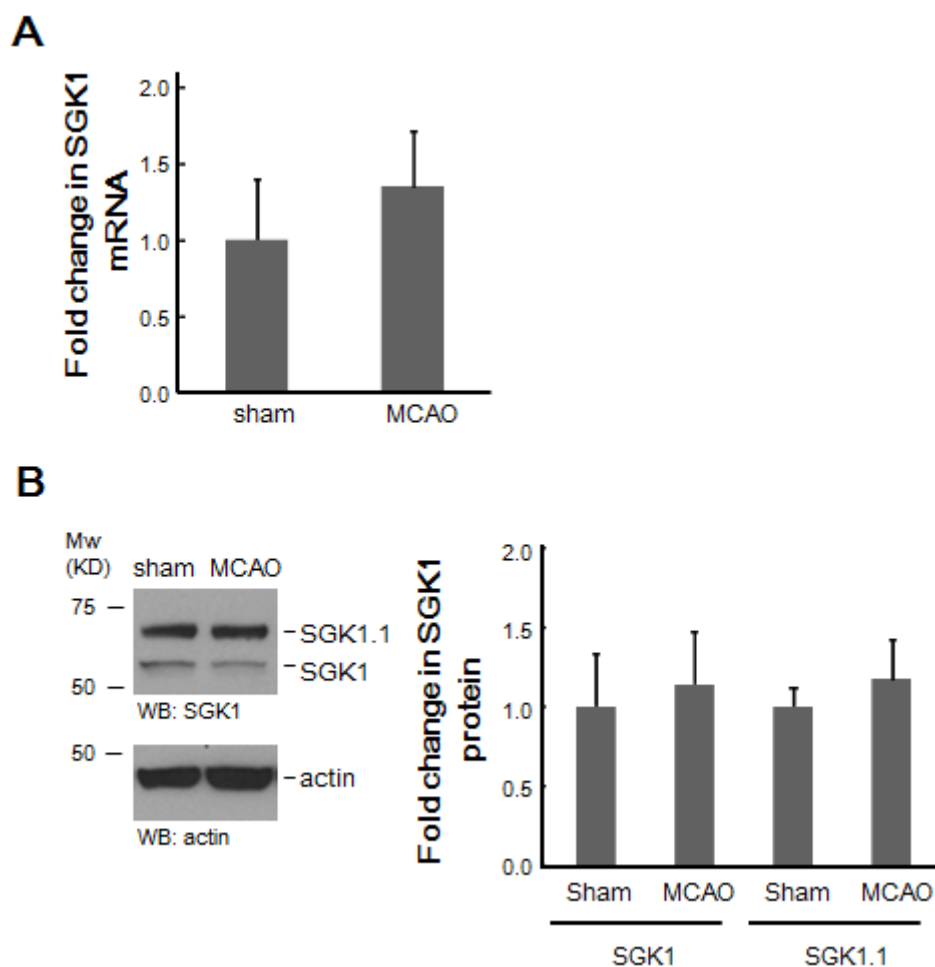 A
Fold change in SGK1
mRNA
2.0
1.5
1.0
0.5
0.0
sham MCAO
B
Mw
(KD)
sham MCAO
75 –
SGK1.1
SGK1
50 –
WB: SGK1
50 –
actin
WB: actin
Fold change in SGK1
protein
2.0
1.5
1.0
0.5
0.0
Sham MCAO Sham MCAO
SGK1 SGK1.1